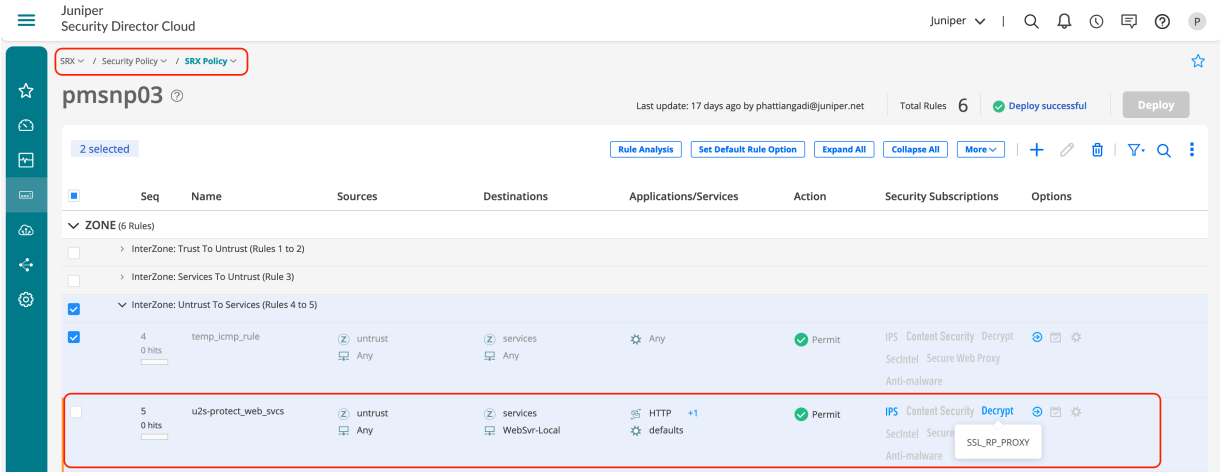 Juniper
Security Director Cloud
Juniper
P
SRX / Security Policy / SRX Policy
pmsnp03
Last update: 17 days ago by phattiangadi@juniper.net
Total Rules 6
Deploy successful
Deploy
2 selected
Rule Analysis
Set Default Rule Option
Expand All
Collapse All
More
Seq Name Sources Destinations Applications/Services Action Security Subscriptions Options
ZONE (6 Rules)
InterZone: Trust To Untrust (Rules 1 to 2)
InterZone: Services To Untrust (Rule 3)
InterZone: Untrust To Services (Rules 4 to 5)
4 temp_icmp_rule Z untrust Z services Any Permit IPS Content Security Decrypt
0 hits Any Any SecIntel Secure Web Proxy
Anti-malware
5 u2s-protect_web_svcs Z untrust Z services HTTP +1 Permit IPS Content Security Decrypt
0 hits Any WebSvr-Local defaults SecIntel Secure
SSL_RP_PROXY
Anti-malware